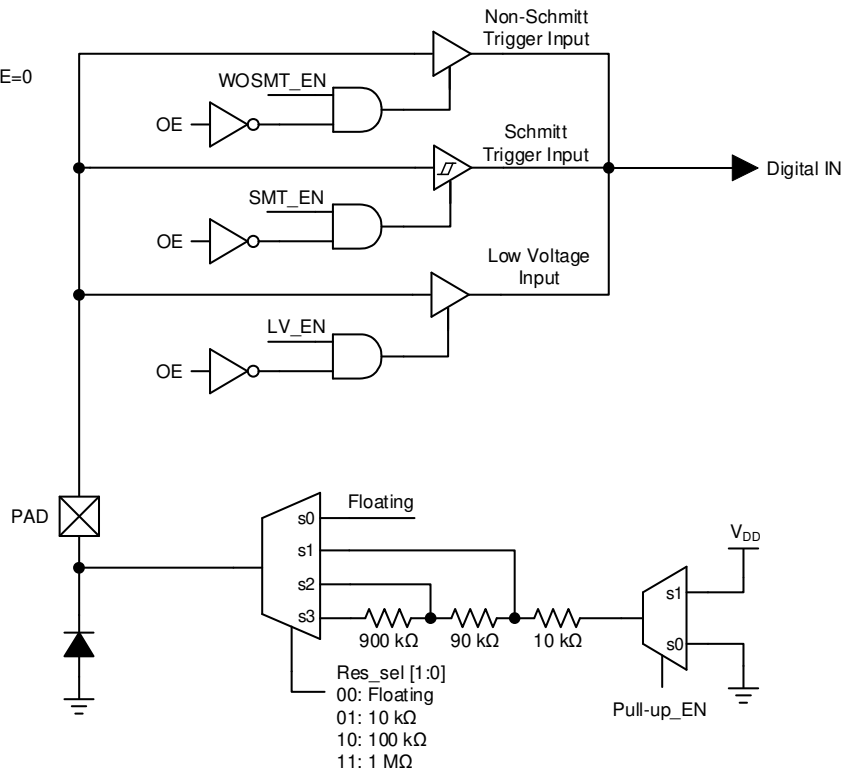 Non-Schmitt
Trigger Input
E=0
WOSMT_EN
OE
Schmitt
Trigger Input
Digital IN
SMT_EN
OE
Low Voltage
Input
LV_EN
OE
PAD
Floating
s0
s1
s2
s3
900 kΩ
90 kΩ
10 kΩ
VDD
s1
s0
Pull-up_EN
Res_sel [1:0]
00: Floating
01: 10 kΩ
10: 100 kΩ
11: 1 MΩ